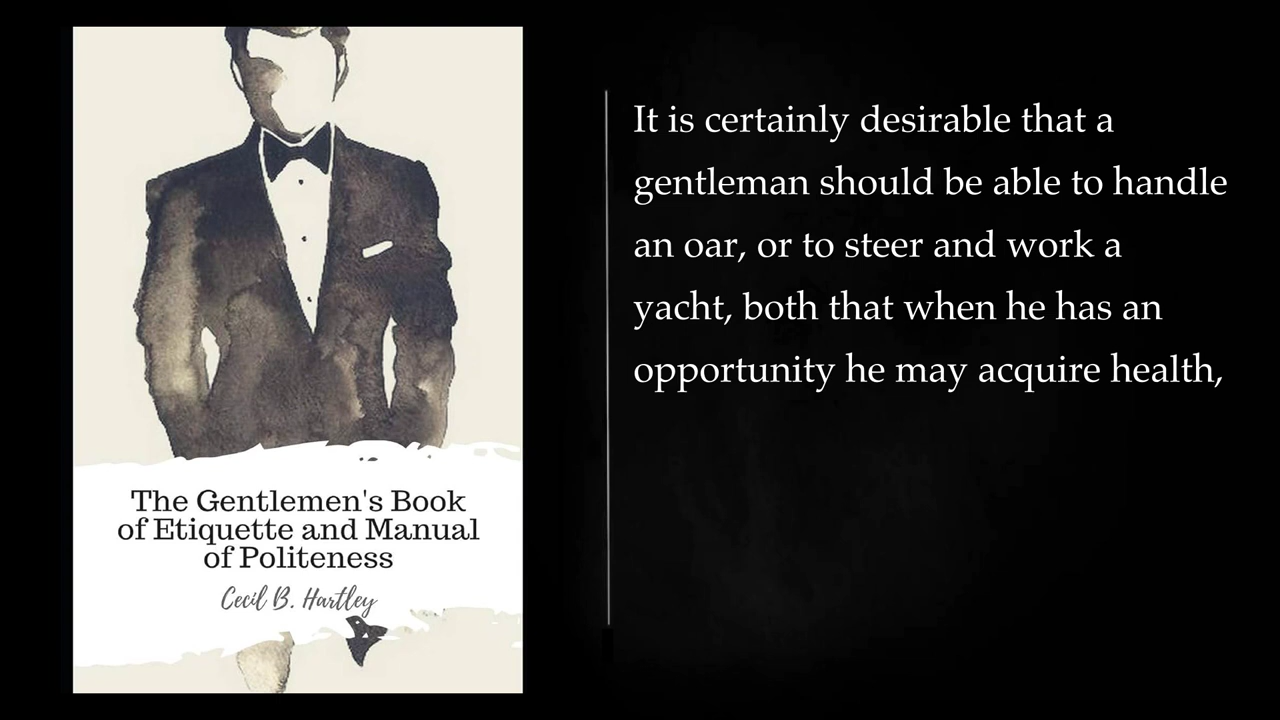 The Gentlemen's Book
of Etiquette and Manual
of Politeness
Cecil B. Hartley
It is certainly desirable that a
gentleman should be able to handle
an oar, or to steer and work a
yacht, both that when he has an
opportunity he may acquire health,